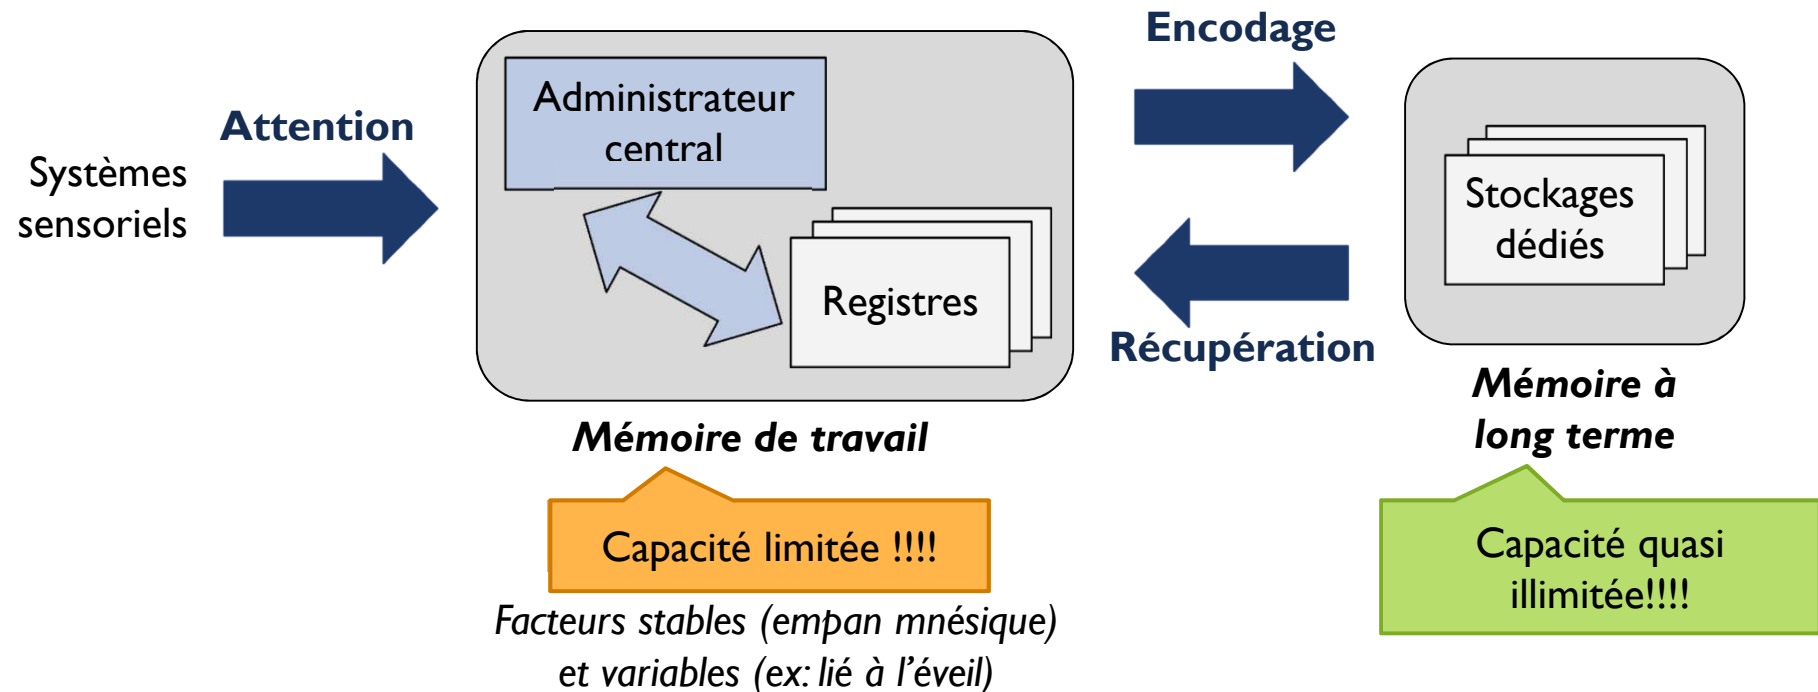 Systèmes
sensoriels
Attention
Administrateur
central
Registres
Mémoire de travail
Capacité limitée !!!!
Facteurs stables (empan mnésique)
et variables (ex: lié à l’éveil)
Encodage
Récupération
Stockages
dédiés
Mémoire à
long terme
Capacité quasi
illimitée!!!!